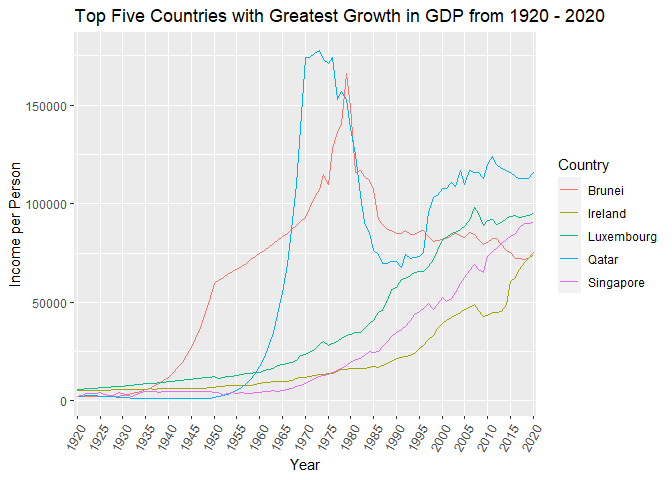 Top Five Countries with Greatest Growth in GDP from 1920 - 2020
Income per Person
150000
100000
50000
0
1920
1925
1930
1935
1940
1945
1950
1955
1960
1965
1970
1975
1980
1985
1990
1995
2000
2005
2010
2015
2020
Year
Country
Brunei
Ireland
Luxembourg
Qatar
Singapore